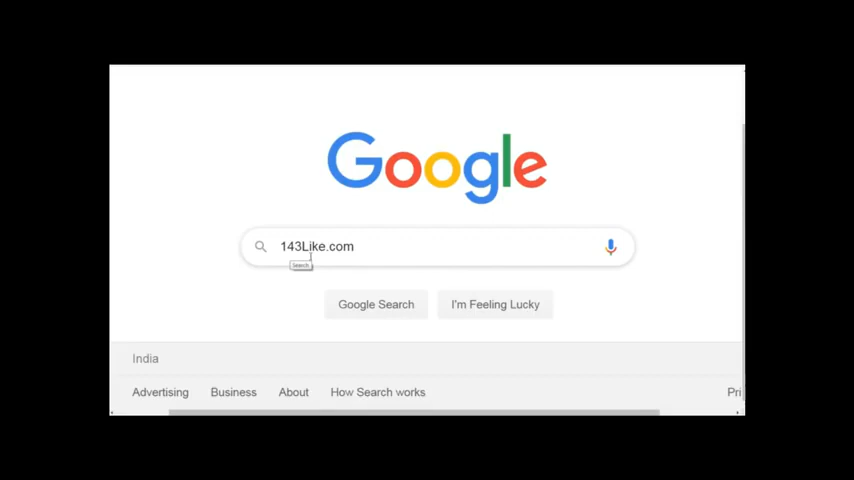 Google
143Like.com
Search
Google Search I'm Feeling Lucky
India
Advertising Business About How Search works Pri